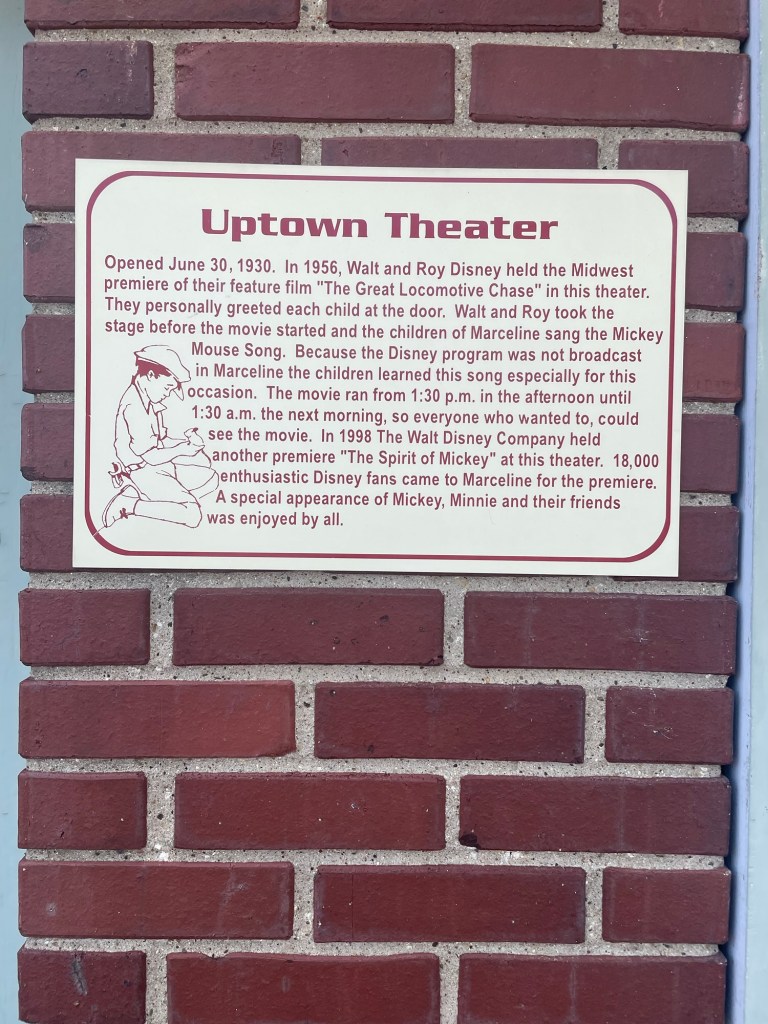 Uptown Theater
Opened June 30, 1930. In 1956, Walt and Roy Disney held the Midwest
premiere of their feature film "The Great Locomotive Chase" in this theater.
They personally greeted each child at the door. Walt and Roy took the
stage before the movie started and the children of Marceline sang the Mickey
Mouse Song. Because the Disney program was not broadcast
in Marceline the children learned this song especially for this
occasion. The movie ran from 1:30 p.m. in the afternoon until
1:30 a.m. the next morning, so everyone who wanted to, could
see the movie. In 1998 The Walt Disney Company held
another premiere "The Spirit of Mickey" at this theater. 18,000
enthusiastic Disney fans came to Marceline for the premiere.
A special appearance of Mickey, Minnie and their friends
was enjoyed by all.